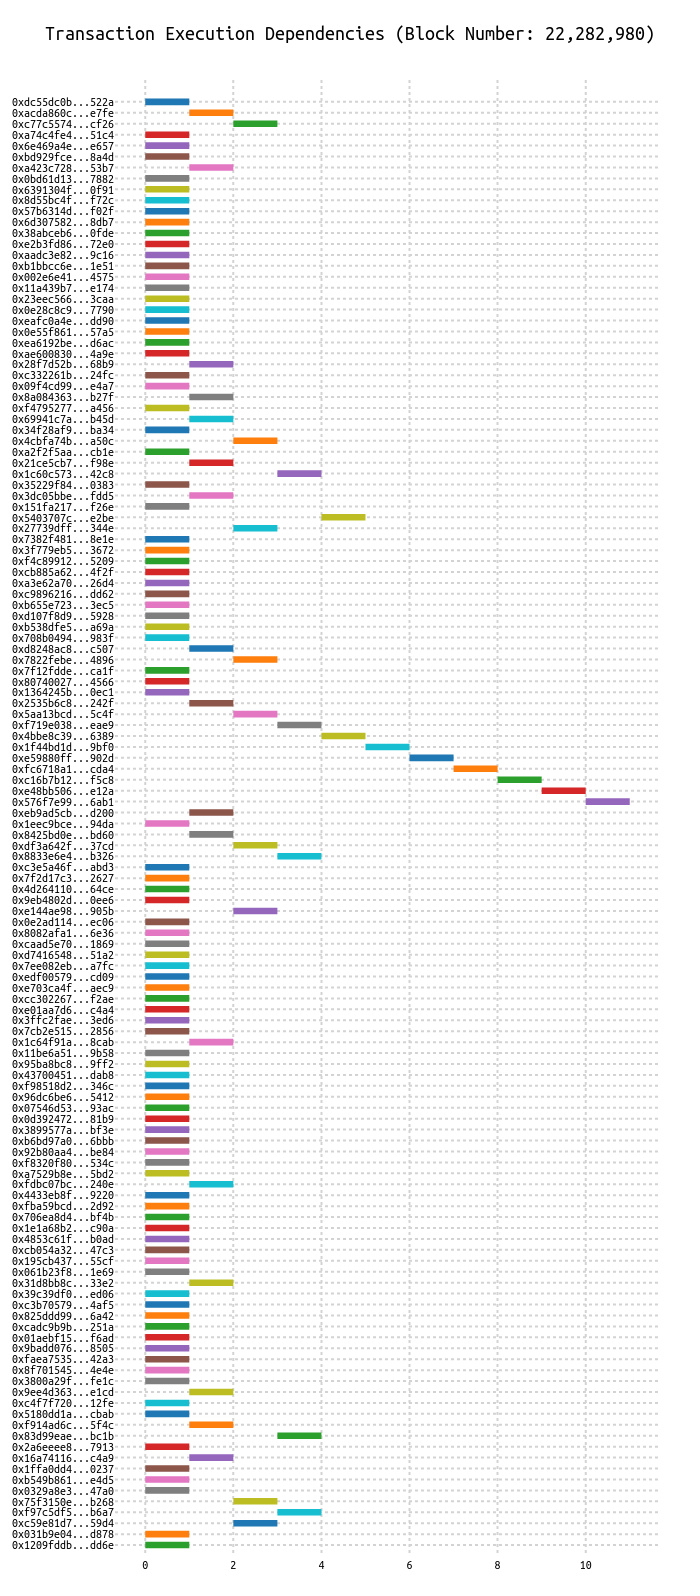 Transaction Execution Dependencies (Block Number: 22,282,980)
0xdc55dc0b...522a
0xacda860c...e7fe
0xc77c5574...cf26
0xa74c4fe4...51c4
0x6e469a4e...e657
0xbd929fce...8a4d
0xa423c728...53b7
0x0bd61d13...7882
0x6391304f...0f91
0x8d55bc4f...f72c
0x57b6314d...f02f
0x6d307582...8db7
0x38abceb6...0fde
0xe2b3fd86...72e0
0xaadc3e82...9c16
0xb1bbcc6e...1e51
0x002e6e41...4575
0x11a439b7...e174
0x23eec566...3caa
0x0e28c8c9...7790
0xeafc0a4e...dd90
0x0e55f861...57a5
0xea6192be...d6ac
0xae600830...4a9e
0x28f7d52b...68b9
0xc332261b...24fc
0x09f4cd99...e4a7
0x8a084363...b27f
0xf4795277...a456
0x69941c7a...b45d
0x34f28af9...ba34
0x4cbfa74b...a50c
0xa2f2f5aa...cb1e
0x21ce5cb7...f98e
0x1c60c573...42c8
0x35229f84...0383
0x3dc05bbe...fdd5
0x151fa217...f26e
0x5403707c...e2be
0x27739dff...344e
0x7382f481...8e1e
0x3f779eb5...3672
0xf4c89912...5209
0xcb885a62...4f2f
0xa3e62a70...26d4
0xc9896216...dd62
0xb655e723...3ec5
0xd107f8d9...5928
0xb538dfe5...a69a
0x708b0494...983f
0xd8248ac8...c507
0x7822febe...4896
0x7f12fdde...ca1f
0x80740027...4566
0x1364245b...0ec1
0x2535b6c8...242f
0x5aa13bcd...5c4f
0xf719e038...eae9
0x4bbe8c39...6389
0x1f44bd1d...9bf0
0xe59880ff...902d
0xfc6718a1...cda4
0xc16b7b12...f5c8
0xe48bb506...e12a
0x576f7e99...6ab1
0xeb9ad5cb...d200
0x1eec9bce...94da
0x8425bd0e...bd60
0xdf3a642f...37cd
0x8833e6e4...b326
0xc3e5a46f...abd3
0x7f2d17c3...2627
0x4d264110...64ce
0x9eb4802d...0ee6
0xe144ae98...905b
0x0e2ad114...ec06
0x8082afa1...6e36
0xcaad5e70...1869
0xd7416548...51a2
0x7ee082eb...a7fc
0xedf00579...cd09
0xe703ca4f...aec9
0xcc302267...f2ae
0xe01aa7d6...c4a4
0x3ffc2fae...3ed6
0x7cb2e515...2856
0x1c64f91a...8cab
0x11be6a51...9b58
0x95ba8bc8...9ff2
0x43700451...dab8
0xf98518d2...346c
0x96dc6be6...5412
0x07546d53...93ac
0x0d392472...81b9
0x3899577a...bf3e
0xb6bd97a0...6bbb
0x92b80aa4...be84
0xf8320f80...534c
0xa7529b8e...5bd2
0xfdbc07bc...240e
0x4433eb8f...9220
0xfba59bcd...2d92
0x706ea8d4...bf4b
0x1e1a68b2...c90a
0x4853c61f...b0ad
0xcb054a32...47c3
0x195cb437...55cf
0x061b23f8...1e69
0x31d8bb8c...33e2
0x39c39df0...ed06
0xc3b70579...4af5
0x825ddd99...6a42
0xcadc9b9b...251a
0x01aebf15...f6ad
0x9badd076...8505
0xfaea7535...42a3
0x8f701545...4e4e
0x3800a29f...fe1c
0x9ee4d363...e1cd
0xc4f7f720...12fe
0x5180dd1a...cbab
0xf914ad6c...5f4c
0x83d99eae...bc1b
0x2a6eeee8...7913
0x16a74116...c4a9
0x1ffa0dd4...0237
0xb549b861...e4d5
0x0329a8e3...47a0
0x75f3150e...b268
0xf97c5df5...b6a7
0xc59e81d7...59d4
0x031b9e04...d878
0x1209fddb...dd6e
0 2 4 6 8 10